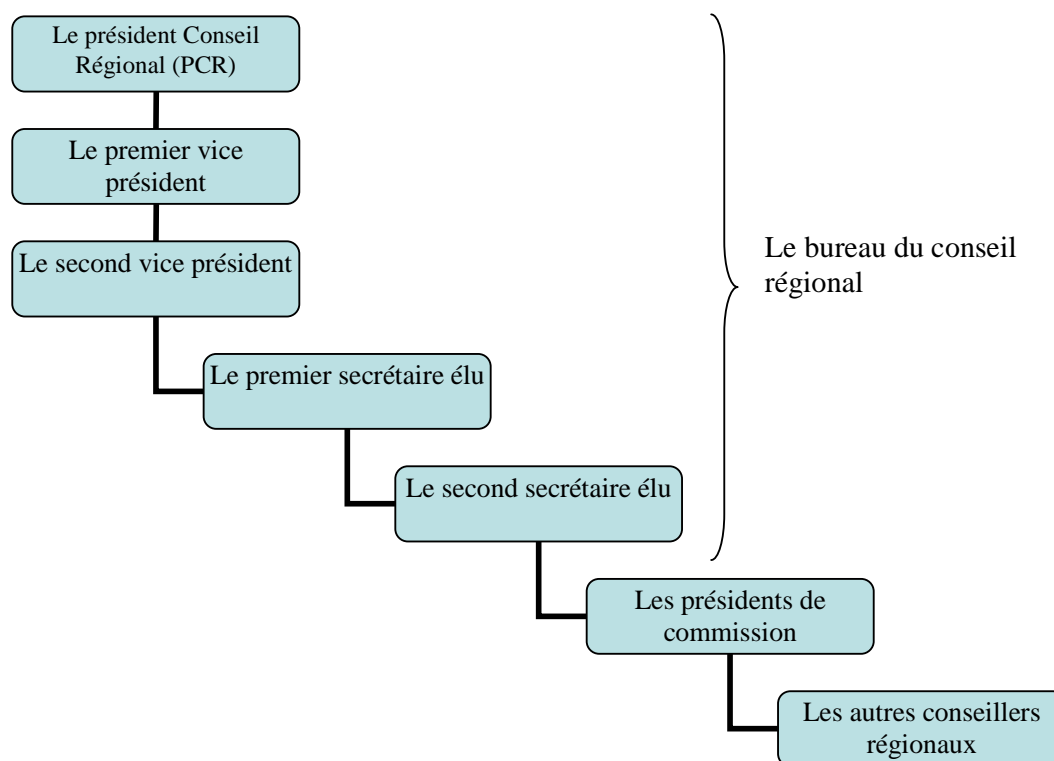 Le président Conseil
Régional (PCR)
Le premier vice
président
Le second vice président
Le bureau du conseil
régional
Le premier secrétaire élu
Le second secrétaire élu
Les présidents de
commission
Les autres conseillers
régionaux